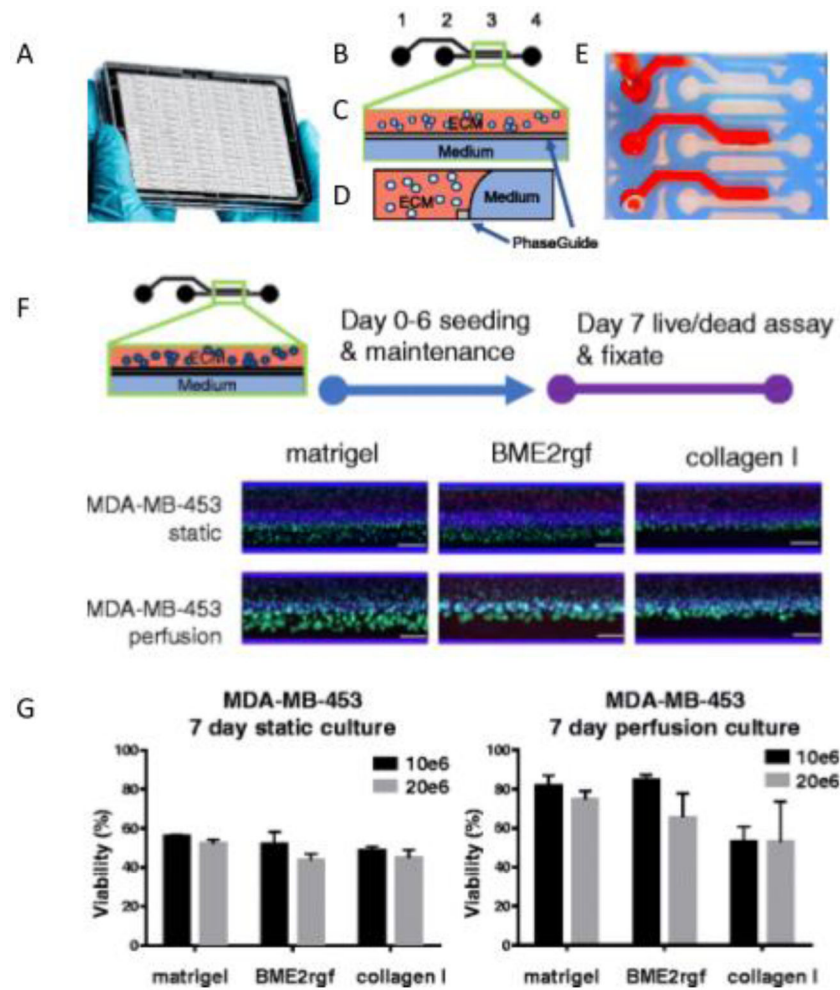 A
B
1 2 3 4
C
ECM
Medium
D
ECM
Medium
PhaseGuide
E
F
ECM
Medium
Day 0-6 seeding
& maintenance
Day 7 live/dead assay
& fixate
matrigel BME2rgf collagen I
MDA-MB-453
static
MDA-MB-453
perfusion
G
MDA-MB-453
7 day static culture
10e6
20e6
Viability (%)
100
80
60
40
20
0
matrigel BME2rgf collagen I
MDA-MB-453
7 day perfusion culture
10e6
20e6
Viability (%)
100
80
60
40
20
0
matrigel BME2rgf collagen I